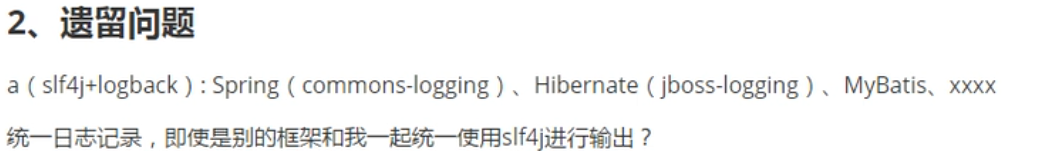 2、遗留问题
a（slf4j+logback）: Spring（commons-logging）、Hibernate（jboss-logging）、MyBatis、xxxx
统一日志记录，即使是别的框架和我一起统一使用slf4j进行输出？